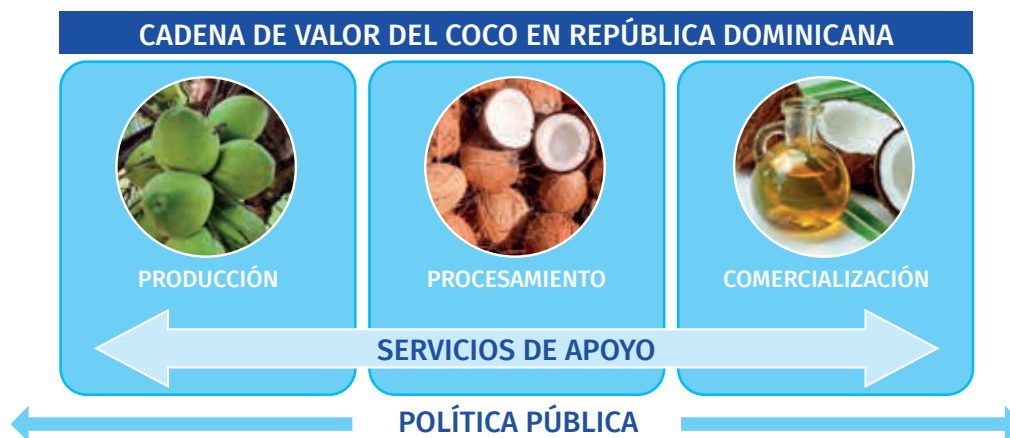 CADENA DE VALOR DEL COCO EN REPÚBLICA DOMINICANA
PRODUCCIÓN
PROCESAMIENTO
COMERCIALIZACIÓN
SERVICIOS DE APOYO
POLÍTICA PÚBLICA